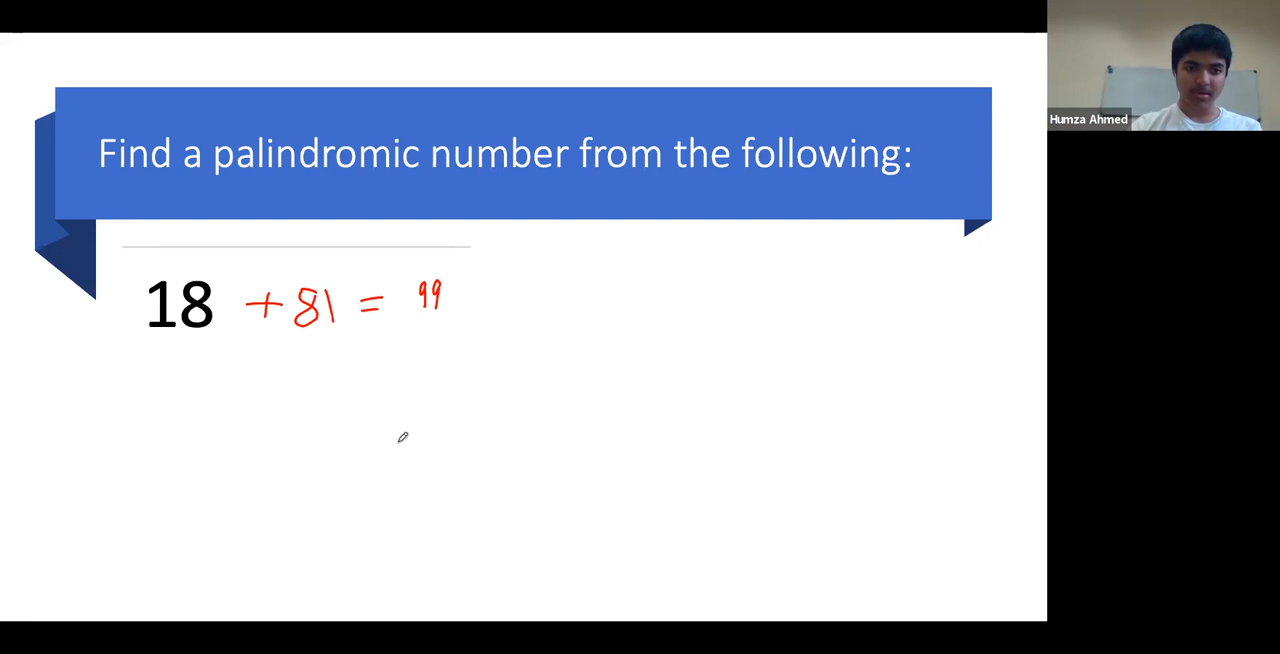 Find a palindromic number from the following:
18 + 81 = 99
Humza Ahmed